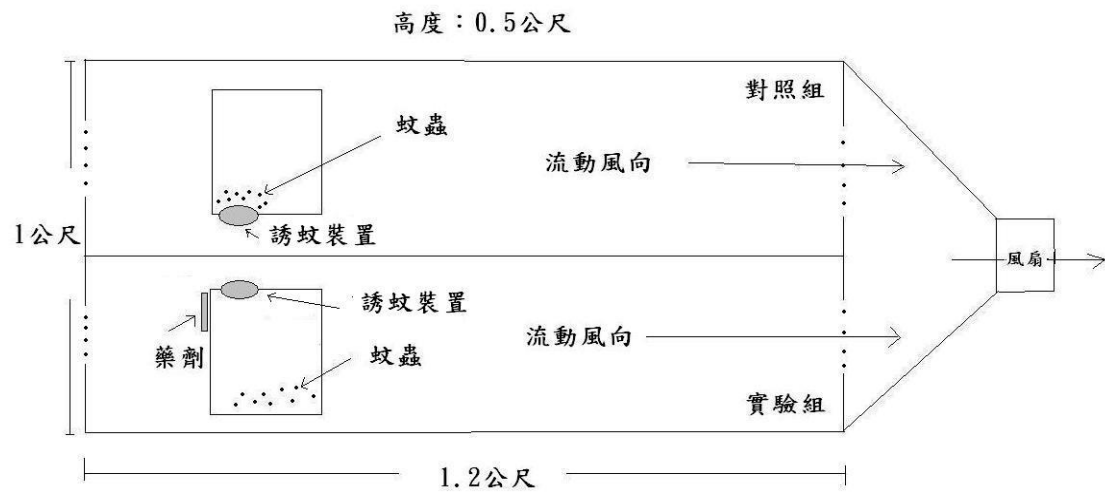 高度：0.5公尺
對照組
蚊蟲
流動風向
誘蚊裝置
1公尺
風扇
誘蚊裝置
流動風向
藥劑
蚊蟲
實驗組
1.2公尺